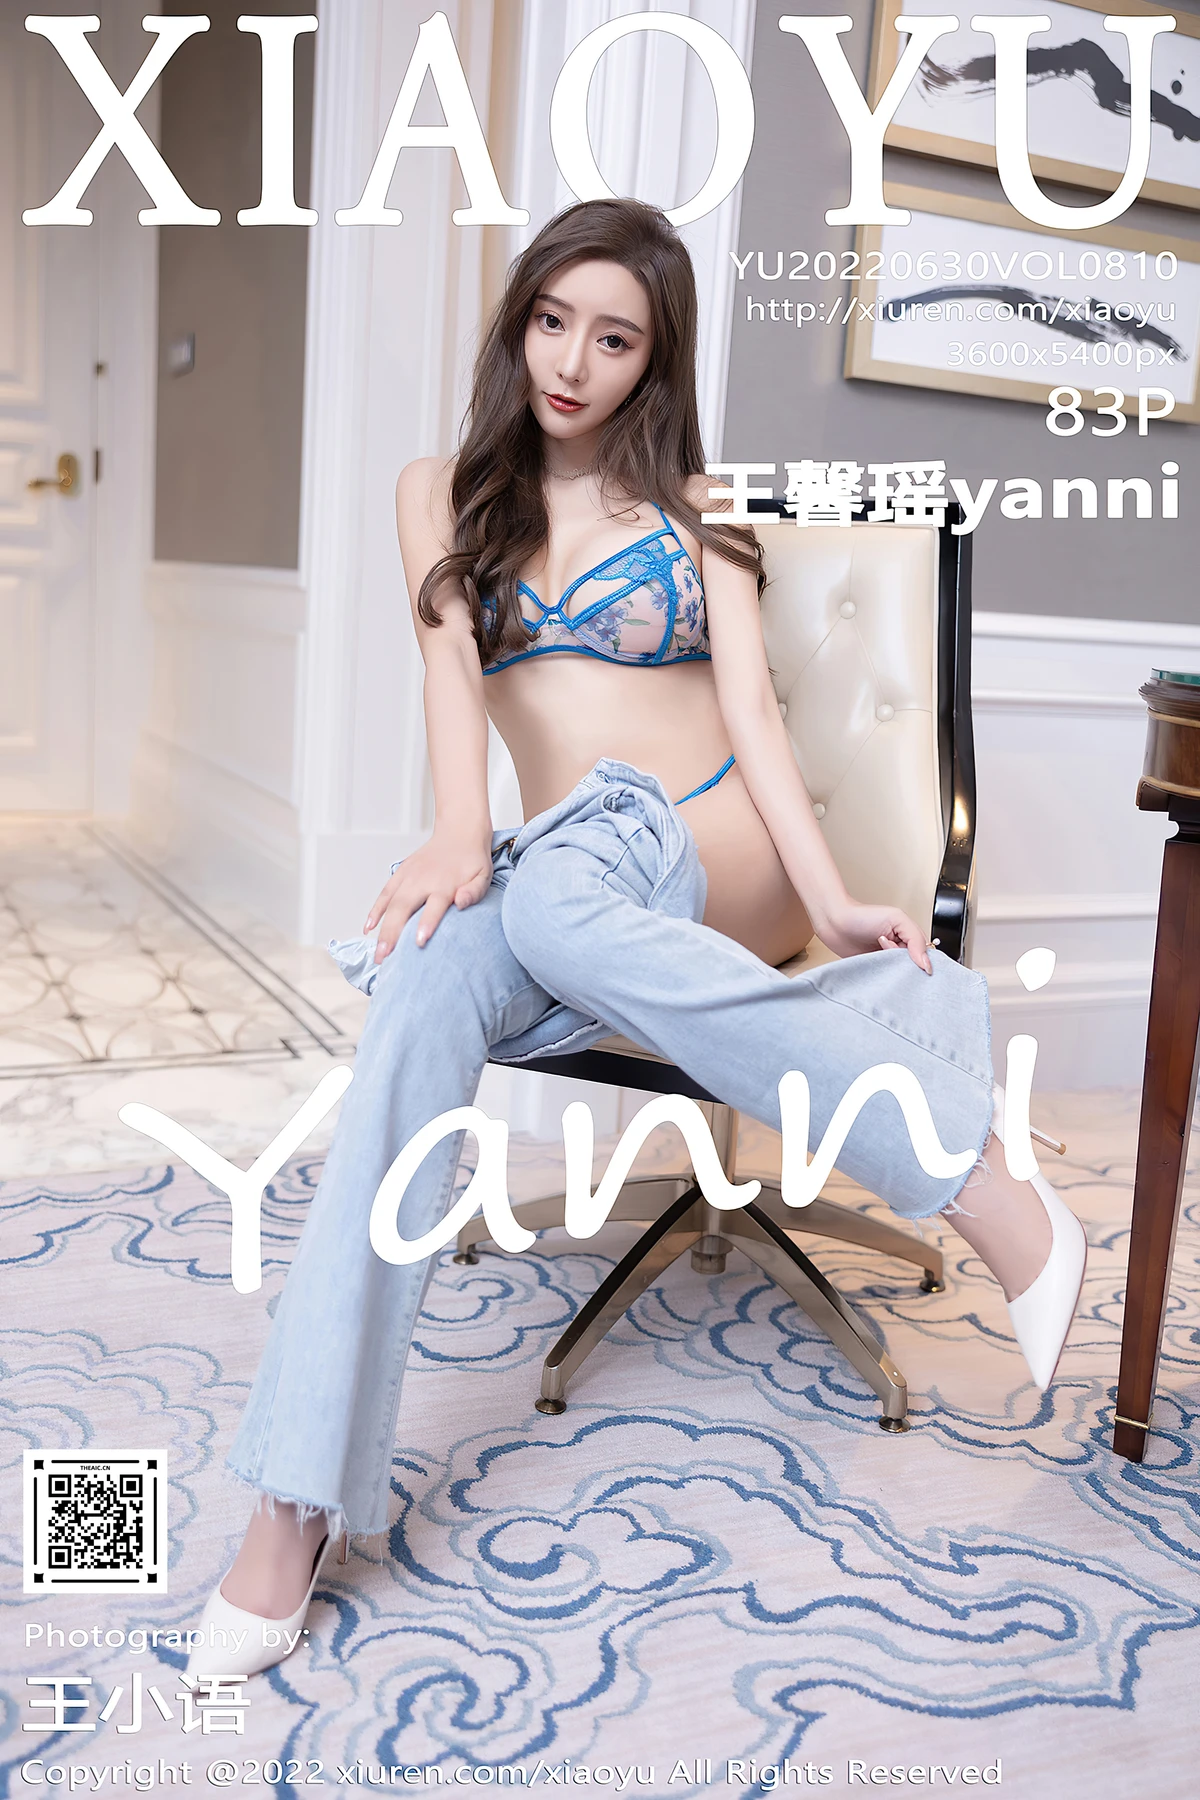 XIAOYU
YU20220630VOL0810
http://xiuren.com/xiaoyu
3600x5400px
83P
王馨瑶yanni
Yanni
THEAIC.CN
Photography by:
王小语
Copyright @2022 xiuren.com/xiaoyu All Rights Reserved